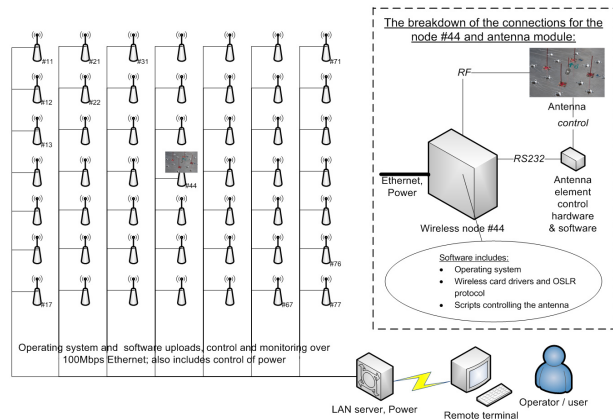 #11
#21
#31
#71
#12
#22
#13
#44
#76
#17
#67
#77
Operating system and software uploads, control and monitoring over
100Mbps Ethernet; also includes control of power
The breakdown of the connections for the
node #44 and antenna module:
RF
Antenna
control
RS232
Ethernet,
Power
Antenna
element
control
hardware
& software
Wireless node #44
Software includes:
• Operating system
• Wireless card drivers and OSLR
protocol
• Scripts controlling the antenna
LAN server, Power
Remote terminal
Operator / user